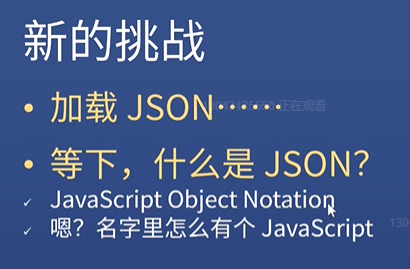 新的挑战
• 加载 JSON……
• 等下，什么是 JSON？
✓ JavaScript Object Notation
✓ 嗯？名字里怎么有个 JavaScript